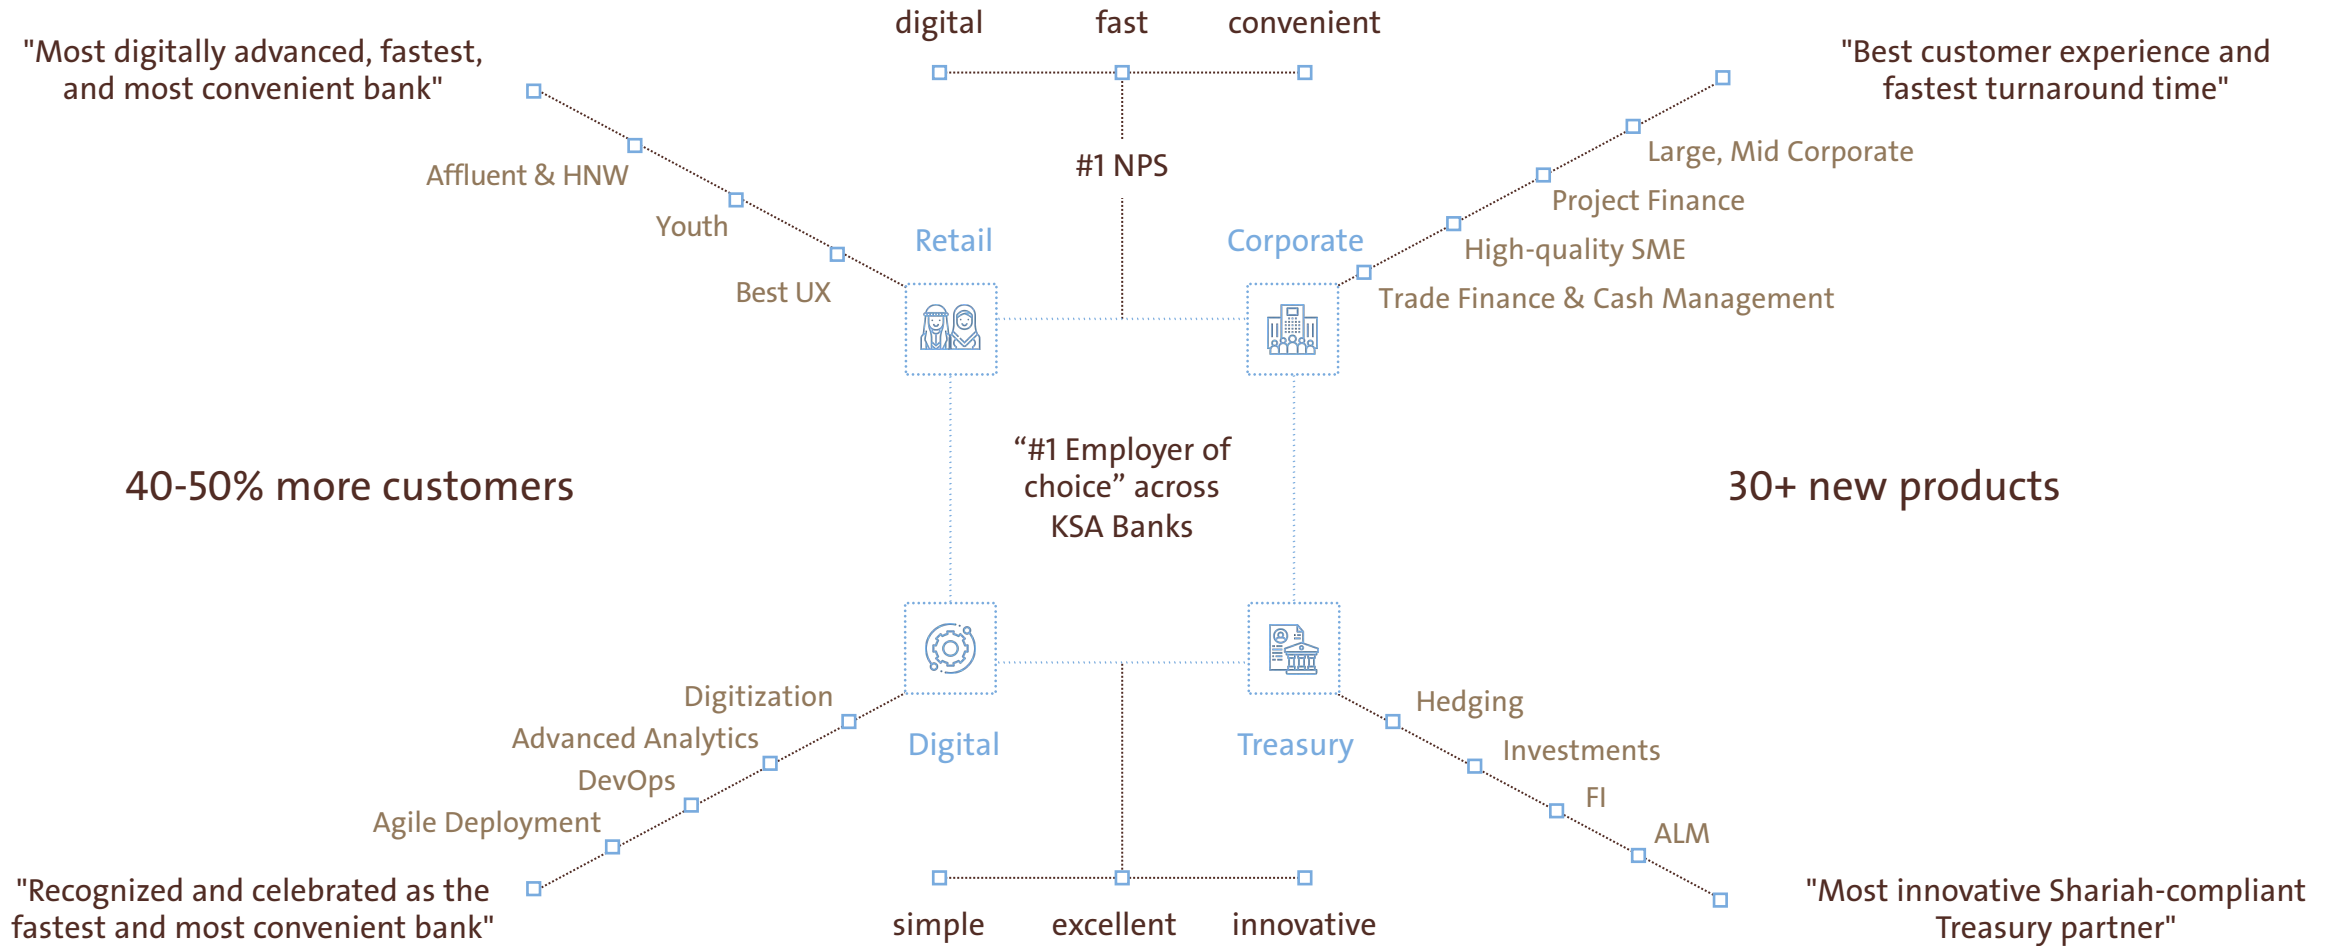 digital
fast
convenient
"Most digitally advanced, fastest,
and most convenient bank"
"Best customer experience and
fastest turnaround time"
#1 NPS
Affluent & HNW
Youth
Best UX
Retail
Corporate
Large, Mid Corporate
Project Finance
High-quality SME
Trade Finance & Cash Management
40-50% more customers
“#1 Employer of
choice” across
KSA Banks
30+ new products
Digitization
Advanced Analytics
DevOps
Agile Deployment
Digital
Treasury
Hedging
Investments
FI
ALM
"Recognized and celebrated as the
fastest and most convenient bank"
simple
excellent
innovative
"Most innovative Shariah-compliant
Treasury partner"